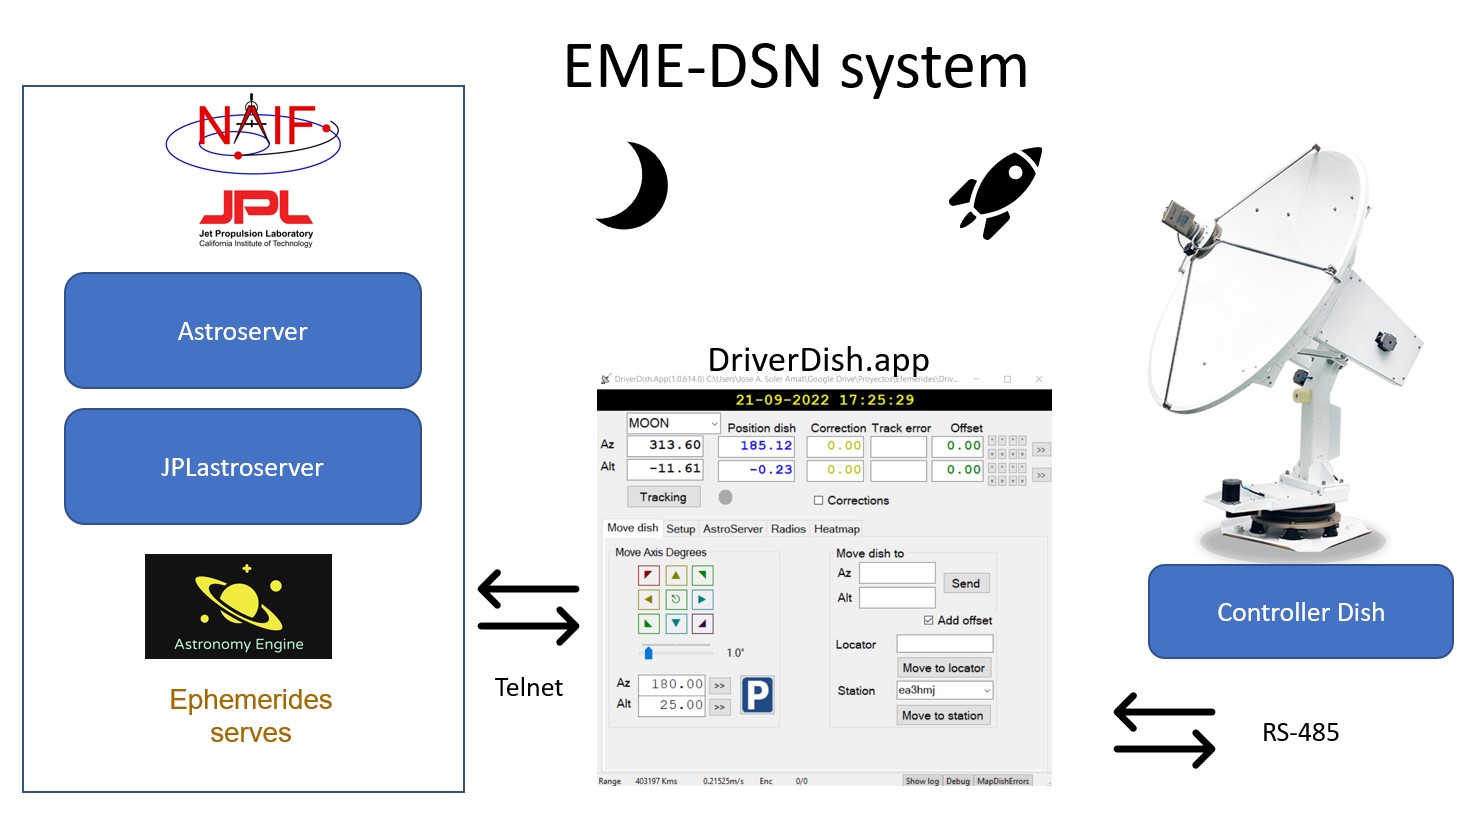 EME-DSN system
NAIF
JPL
Jet Propulsion Laboratory
California Institute of Technology
Astroserver
JPLastroserver
Astronomy Engine
Ephemerides
serves
Telnet
DriverDish.app
DriverDish.App(1.0.614.0) C:\Users\Jose A. Soler Amat\Google Drive\Proyectos\Efemerides\Driv...
21-09-2022 17:25:29
MOON
Position dish Correction Track error Offset
Az 313.60 185.12 0.00 0.00 >>
Alt -11.61 -0.23 0.00 0.00 >>
Tracking Corrections
Move dish Setup AstroServer Radios Heatmap
Move Axis Degrees
1.0°
Az 180.00 >>
Alt 25.00 >>
P
Move dish to
Az
Alt
Send
Add offset
Locator
Move to locator
Station ea3hmj
Move to station
Range 403197 Kms 0.21525m/s Enc 0/0 Show log Debug MapDishErrors
Controller Dish
RS-485